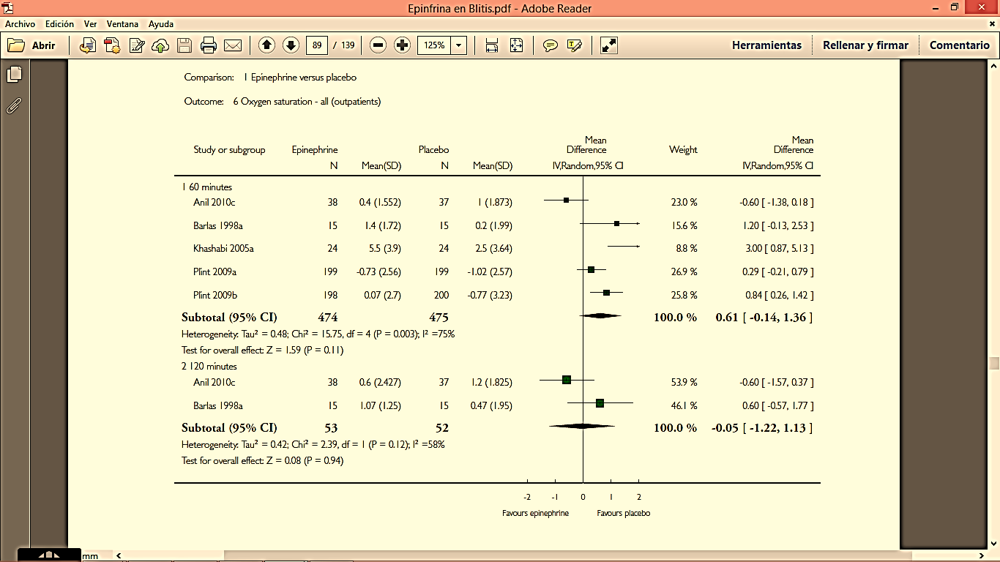 Epinfrina en Blitis.pdf - Adobe Reader
Archivo Edición Ver Ventana Ayuda
Abrir 89 / 139 125% Herramientas Rellenar y firmar Comentario
Comparison: 1 Epinephrine versus placebo
Outcome: 6 Oxygen saturation - all (outpatients)
Mean Mean
Study or subgroup Epinephrine Placebo Difference Weight Difference
N Mean(SD) N Mean(SD) IV,Random,95% CI IV,Random,95% CI
1 60 minutes
Anil 2010c 38 0.4 (1.552) 37 1 (1.873) 23.0 % -0.60 [ -1.38, 0.18 ]
Barlas 1998a 15 1.4 (1.72) 15 0.2 (1.99) 15.6 % 1.20 [ -0.13, 2.53 ]
Khashabi 2005a 24 5.5 (3.9) 24 2.5 (3.64) 8.8 % 3.00 [ 0.87, 5.13 ]
Plint 2009a 199 -0.73 (2.56) 199 -1.02 (2.57) 26.9 % 0.29 [ -0.21, 0.79 ]
Plint 2009b 198 0.07 (2.7) 200 -0.77 (3.23) 25.8 % 0.84 [ 0.26, 1.42 ]
Subtotal (95% CI) 474 475 100.0 % 0.61 [ -0.14, 1.36 ]
Heterogeneity: Tau² = 0.48; Chi² = 15.75, df = 4 (P = 0.003); I² =75%
Test for overall effect: Z = 1.59 (P = 0.11)
2 120 minutes
Anil 2010c 38 0.6 (2.427) 37 1.2 (1.825) 53.9 % -0.60 [ -1.57, 0.37 ]
Barlas 1998a 15 1.07 (1.25) 15 0.47 (1.95) 46.1 % 0.60 [ -0.57, 1.77 ]
Subtotal (95% CI) 53 52 100.0 % -0.05 [ -1.22, 1.13 ]
Heterogeneity: Tau² = 0.42; Chi² = 2.39, df = 1 (P = 0.12); I² =58%
Test for overall effect: Z = 0.08 (P = 0.94)
-2 -1 0 1 2
Favours epinephrine Favours placebo
mm